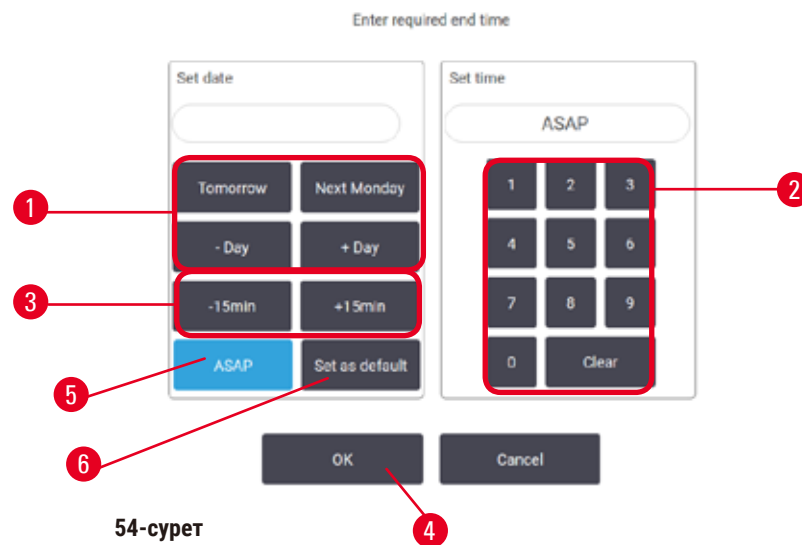 Enter required end time
Set date
Set time
ASAP
Tomorrow
Next Monday
1
2
3
1
2
- Day
+ Day
4
5
6
3
-15min
+15min
7
8
9
ASAP
Set as default
0
Clear
5
6
OK
Cancel
54-сурет
4